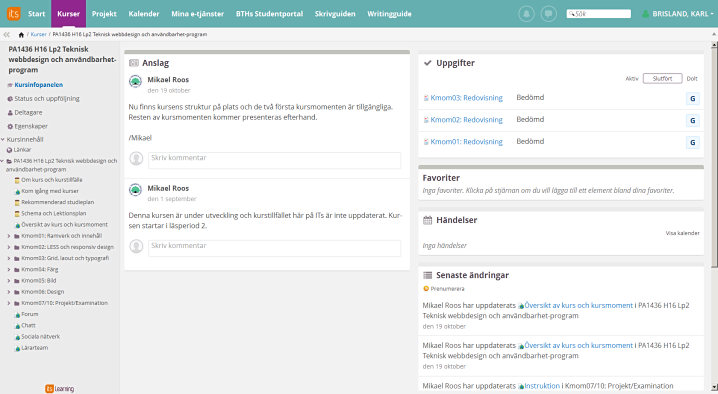 its Start Kurser Projekt Kalender Mina e-tjänster BTHs Studentportal Skrivguiden Writingguide Sök BRISLAND, KARL
/ Kurser / PA1436 H16 Lp2 Teknisk webbdesign och användbarhet-program
PA1436 H16 Lp2 Teknisk
webbdesign och användbarhet-
program
Kursinfopanelen
Status och uppföljning
Deltagare
Egenskaper
Kursinnehåll
Länkar
PA1436 H16 Lp2 Teknisk webbdesign och
användbarhet-program
Om kurs och kurstillfälle
Kom igång med kurser
Rekommenderad studieplan
Schema och Lektionsplan
Översikt av kurs och kursmoment
Kmom01: Ramverk och innehåll
Kmom02: LESS och responsiv design
Kmom03: Grid, laout och typografi
Kmom04: Färg
Kmom05: Bild
Kmom06: Design
Kmom07/10: Projekt/Examination
Forum
Chatt
Sociala nätverk
Lärarteam
its Learning
Anslag
Mikael Roos
den 19 oktober
Nu finns kursens struktur på plats och de två första kursmomenten är tillgängliga.
Resten av kursmomenten kommer presenteras efterhand.
/Mikael
Skriv kommentar
Mikael Roos
den 1 september
Denna kursen är under utveckling och kurstillfället här på ITs är inte uppdaterat. Kur-
sen startar i läsperiod 2.
Skriv kommentar
Uppgifter
Aktiv Slutfört Dolt
Kmom03: Redovisning Bedömd G
Kmom02: Redovisning Bedömd G
Kmom01: Redovisning Bedömd G
Favoriter
Inga favoriter. Klicka på stjärnan om du vill lägga till ett element bland dina favoriter.
Händelser
Visa kalender
Inga händelser
Senaste ändringar
Prenumerera
Mikael Roos har uppdaterats Översikt av kurs och kursmoment i PA1436 H16 Lp2
Teknisk webbdesign och användbarhet-program
den 19 oktober
Mikael Roos har uppdaterats Översikt av kurs och kursmoment i PA1436 H16 Lp2
Teknisk webbdesign och användbarhet-program
den 19 oktober
Mikael Roos har uppdaterats Instruktion i Kmom07/10: Projekt/Examination